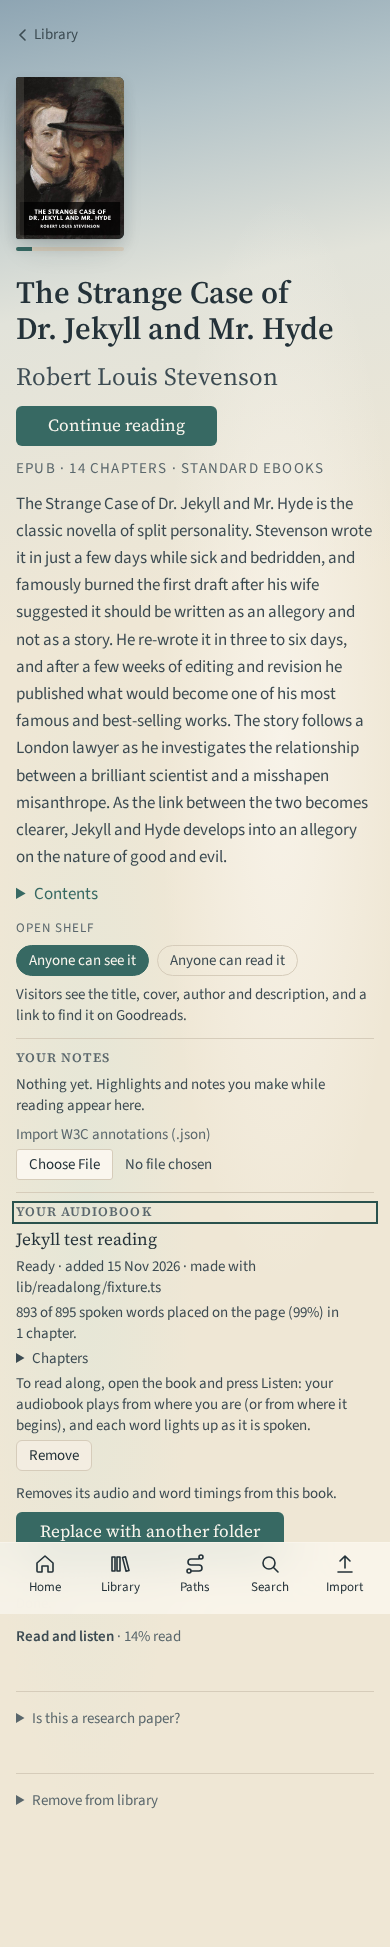 Library
THE STRANGE CASE OF
DR. JEKYLL AND MR. HYDE
ROBERT LOUIS STEVENSON
The Strange Case of
Dr. Jekyll and Mr. Hyde
Robert Louis Stevenson
Continue reading
EPUB · 14 CHAPTERS · STANDARD EBOOKS
The Strange Case of Dr. Jekyll and Mr. Hyde is the
classic novel of split personality. Stevenson wrote
it in just a few days while sick and bedridden, and
famously burned the first draft after his wife
suggested it should be written as an allegory and
not as a story. He re-wrote it in three to six days,
and after a few weeks of editing and revision he
published what would become one of his most
famous and best-selling works. The story follows a
London lawyer as he investigates the relationship
between a brilliant scientist and a misshapen
misanthrope. As the link between the two becomes
clearer, Jekyll and Hyde develops into an allegory
on the nature of good and evil.
Contents
OPEN SHELF
Anyone can see it
Anyone can read it
Visitors see the title, cover, author and description, and a
link to find it on Goodreads.
YOUR NOTES
Nothing yet. Highlights and notes you make while
reading appear here.
Import W3C annotations (.json)
Choose File No file chosen
YOUR AUDIOBOOK
Jekyll test reading
Ready · added 15 Nov 2026 · made with
lib/readalong/fixture.ts
893 of 895 spoken words placed on the page (99%) in
1 chapter.
Chapters
To read along, open the book and press Listen: your
audiobook plays from where you are (or from where it
begins), and each word lights up as it is spoken.
Remove
Removes its audio and word timings from this book.
Replace with another folder
Home
Library
Paths
Search
Import
Read and listen · 14% read
Is this a research paper?
Remove from library